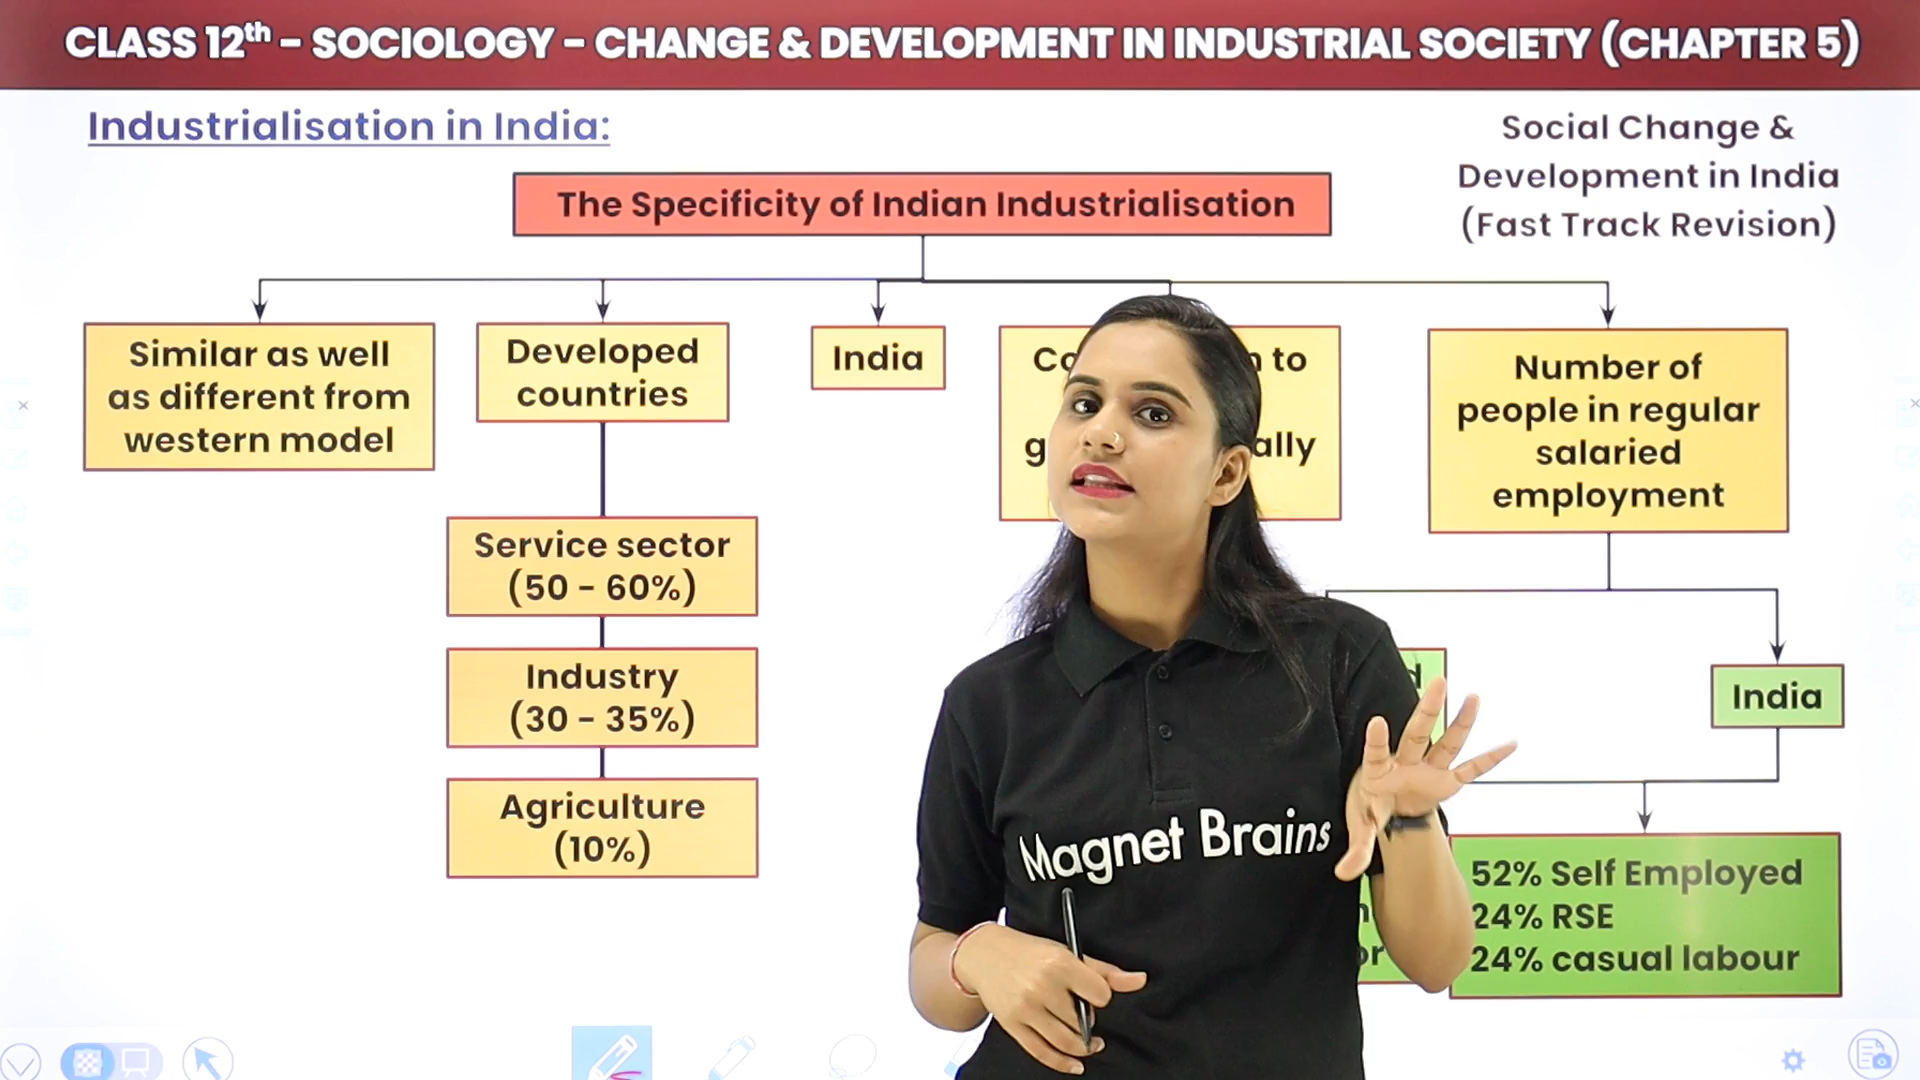 CLASS 12th - SOCIOLOGY - CHANGE & DEVELOPMENT IN INDUSTRIAL SOCIETY (CHAPTER 5)
Industrialisation in India:
Social Change &
Development in India
(Fast Track Revision)
The Specificity of Indian Industrialisation
Similar as well
as different from
western model
Developed
countries
India
to
Number of
people in regular
salaried
employment
Service sector
(50 - 60%)
Industry
(30 - 35%)
Agriculture
(10%)
India
52% Self Employed
24% RSE
24% casual labour
Magnet Brains